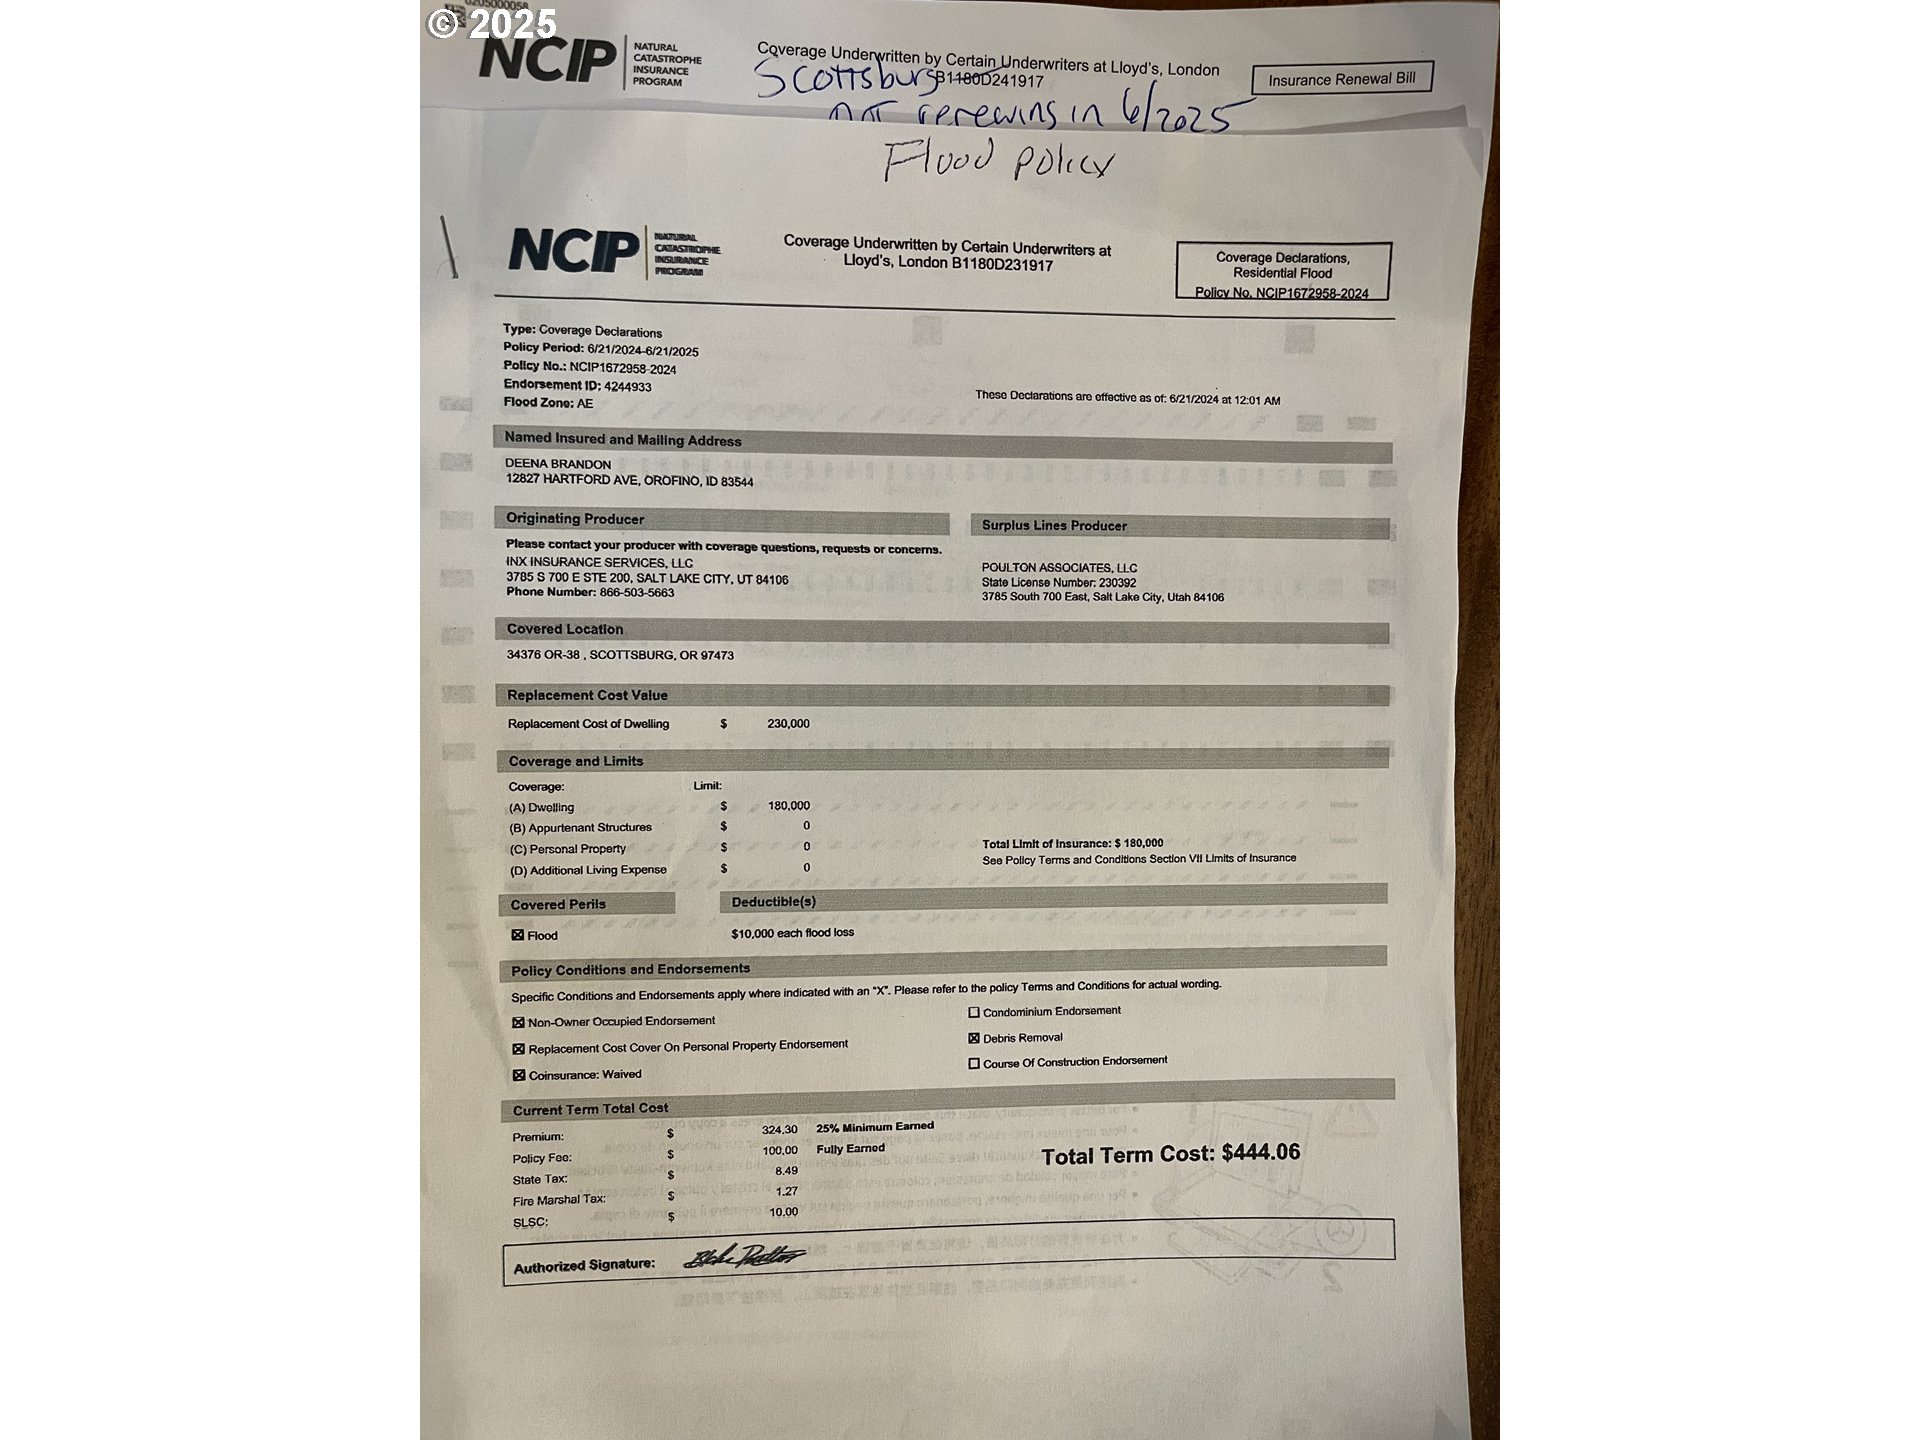 0205000058
© 2025
NCIP NATURAL
CATASTROPHE
INSURANCE
PROGRAM
Coverage Underwritten by Certain Underwriters at Lloyd's, London
B1180D241917
Insurance Renewal Bill
Scottsburg
not renewing in 6/2025
Flood policy
NCIP NATURAL
CATASTROPHE
INSURANCE
PROGRAM
Coverage Underwritten by Certain Underwriters at
Lloyd's, London B1180D231917
Coverage Declarations,
Residential Flood
Policy No. NCIP1672958-2024
Type: Coverage Declarations
Policy Period: 6/21/2024-6/21/2025
Policy No.: NCIP1672958-2024
Endorsement ID: 4244933
Flood Zone: AE
These Declarations are effective as of: 6/21/2024 at 12:01 AM
Named Insured and Mailing Address
DEENA BRANDON
12827 HARTFORD AVE, OROFINO, ID 83544
Originating Producer
Please contact your producer with coverage questions, requests or concerns.
INX INSURANCE SERVICES, LLC
3785 S 700 E STE 200, SALT LAKE CITY, UT 84106
Phone Number: 866-503-5663
Surplus Lines Producer
POULTON ASSOCIATES, LLC
State License Number: 230392
3785 South 700 East, Salt Lake City, Utah 84106
Covered Location
34376 OR-38 , SCOTTSBURG, OR 97473
Replacement Cost Value
Replacement Cost of Dwelling $ 230,000
Coverage and Limits
Coverage: Limit:
(A) Dwelling $ 180,000
(B) Appurtenant Structures $ 0
(C) Personal Property $ 0
(D) Additional Living Expense $ 0
Total Limit of Insurance: $ 180,000
See Policy Terms and Conditions Section VII Limits of Insurance
Covered Perils
Deductible(s)
☒ Flood
$10,000 each flood loss
Policy Conditions and Endorsements
Specific Conditions and Endorsements apply where indicated with an "X". Please refer to the policy Terms and Conditions for actual wording.
☒ Non-Owner Occupied Endorsement
☒ Replacement Cost Cover On Personal Property Endorsement
☒ Coinsurance: Waived
☐ Condominium Endorsement
☒ Debris Removal
☐ Course Of Construction Endorsement
Current Term Total Cost
Premium: $ 324.30 25% Minimum Earned
Policy Fee: $ 100.00 Fully Earned
State Tax: $ 8.49
Fire Marshal Tax: $ 1.27
SLSC: $ 10.00
Total Term Cost: $444.06
Authorized Signature: